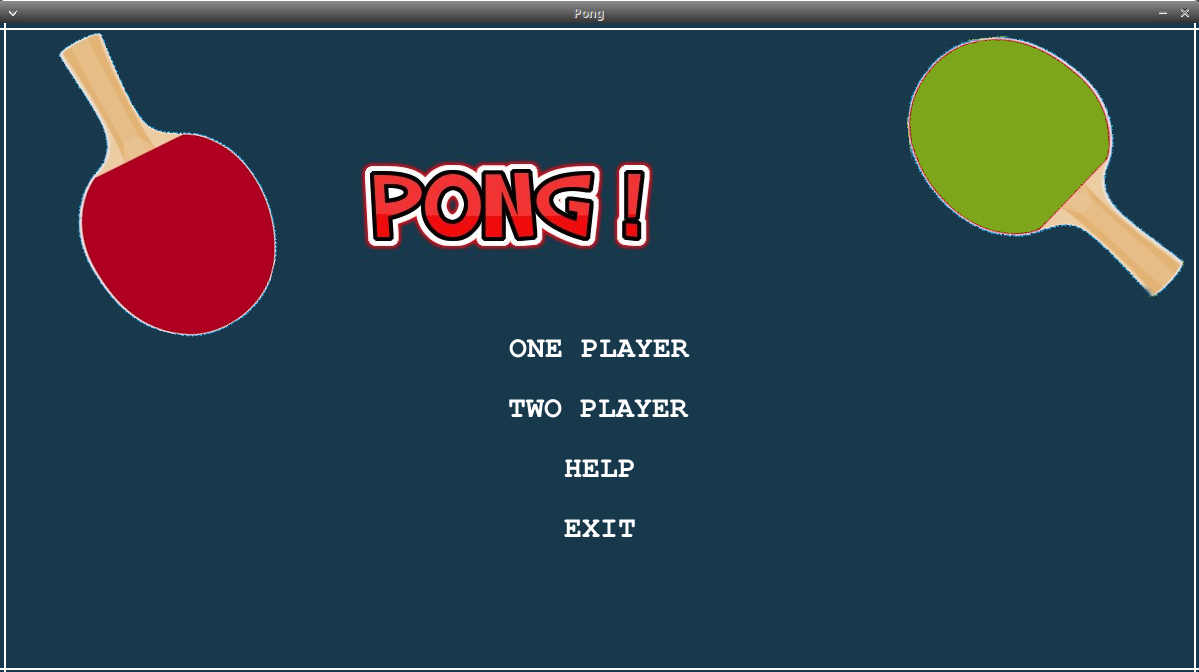 Pong
PONG !
ONE PLAYER
TWO PLAYER
HELP
EXIT